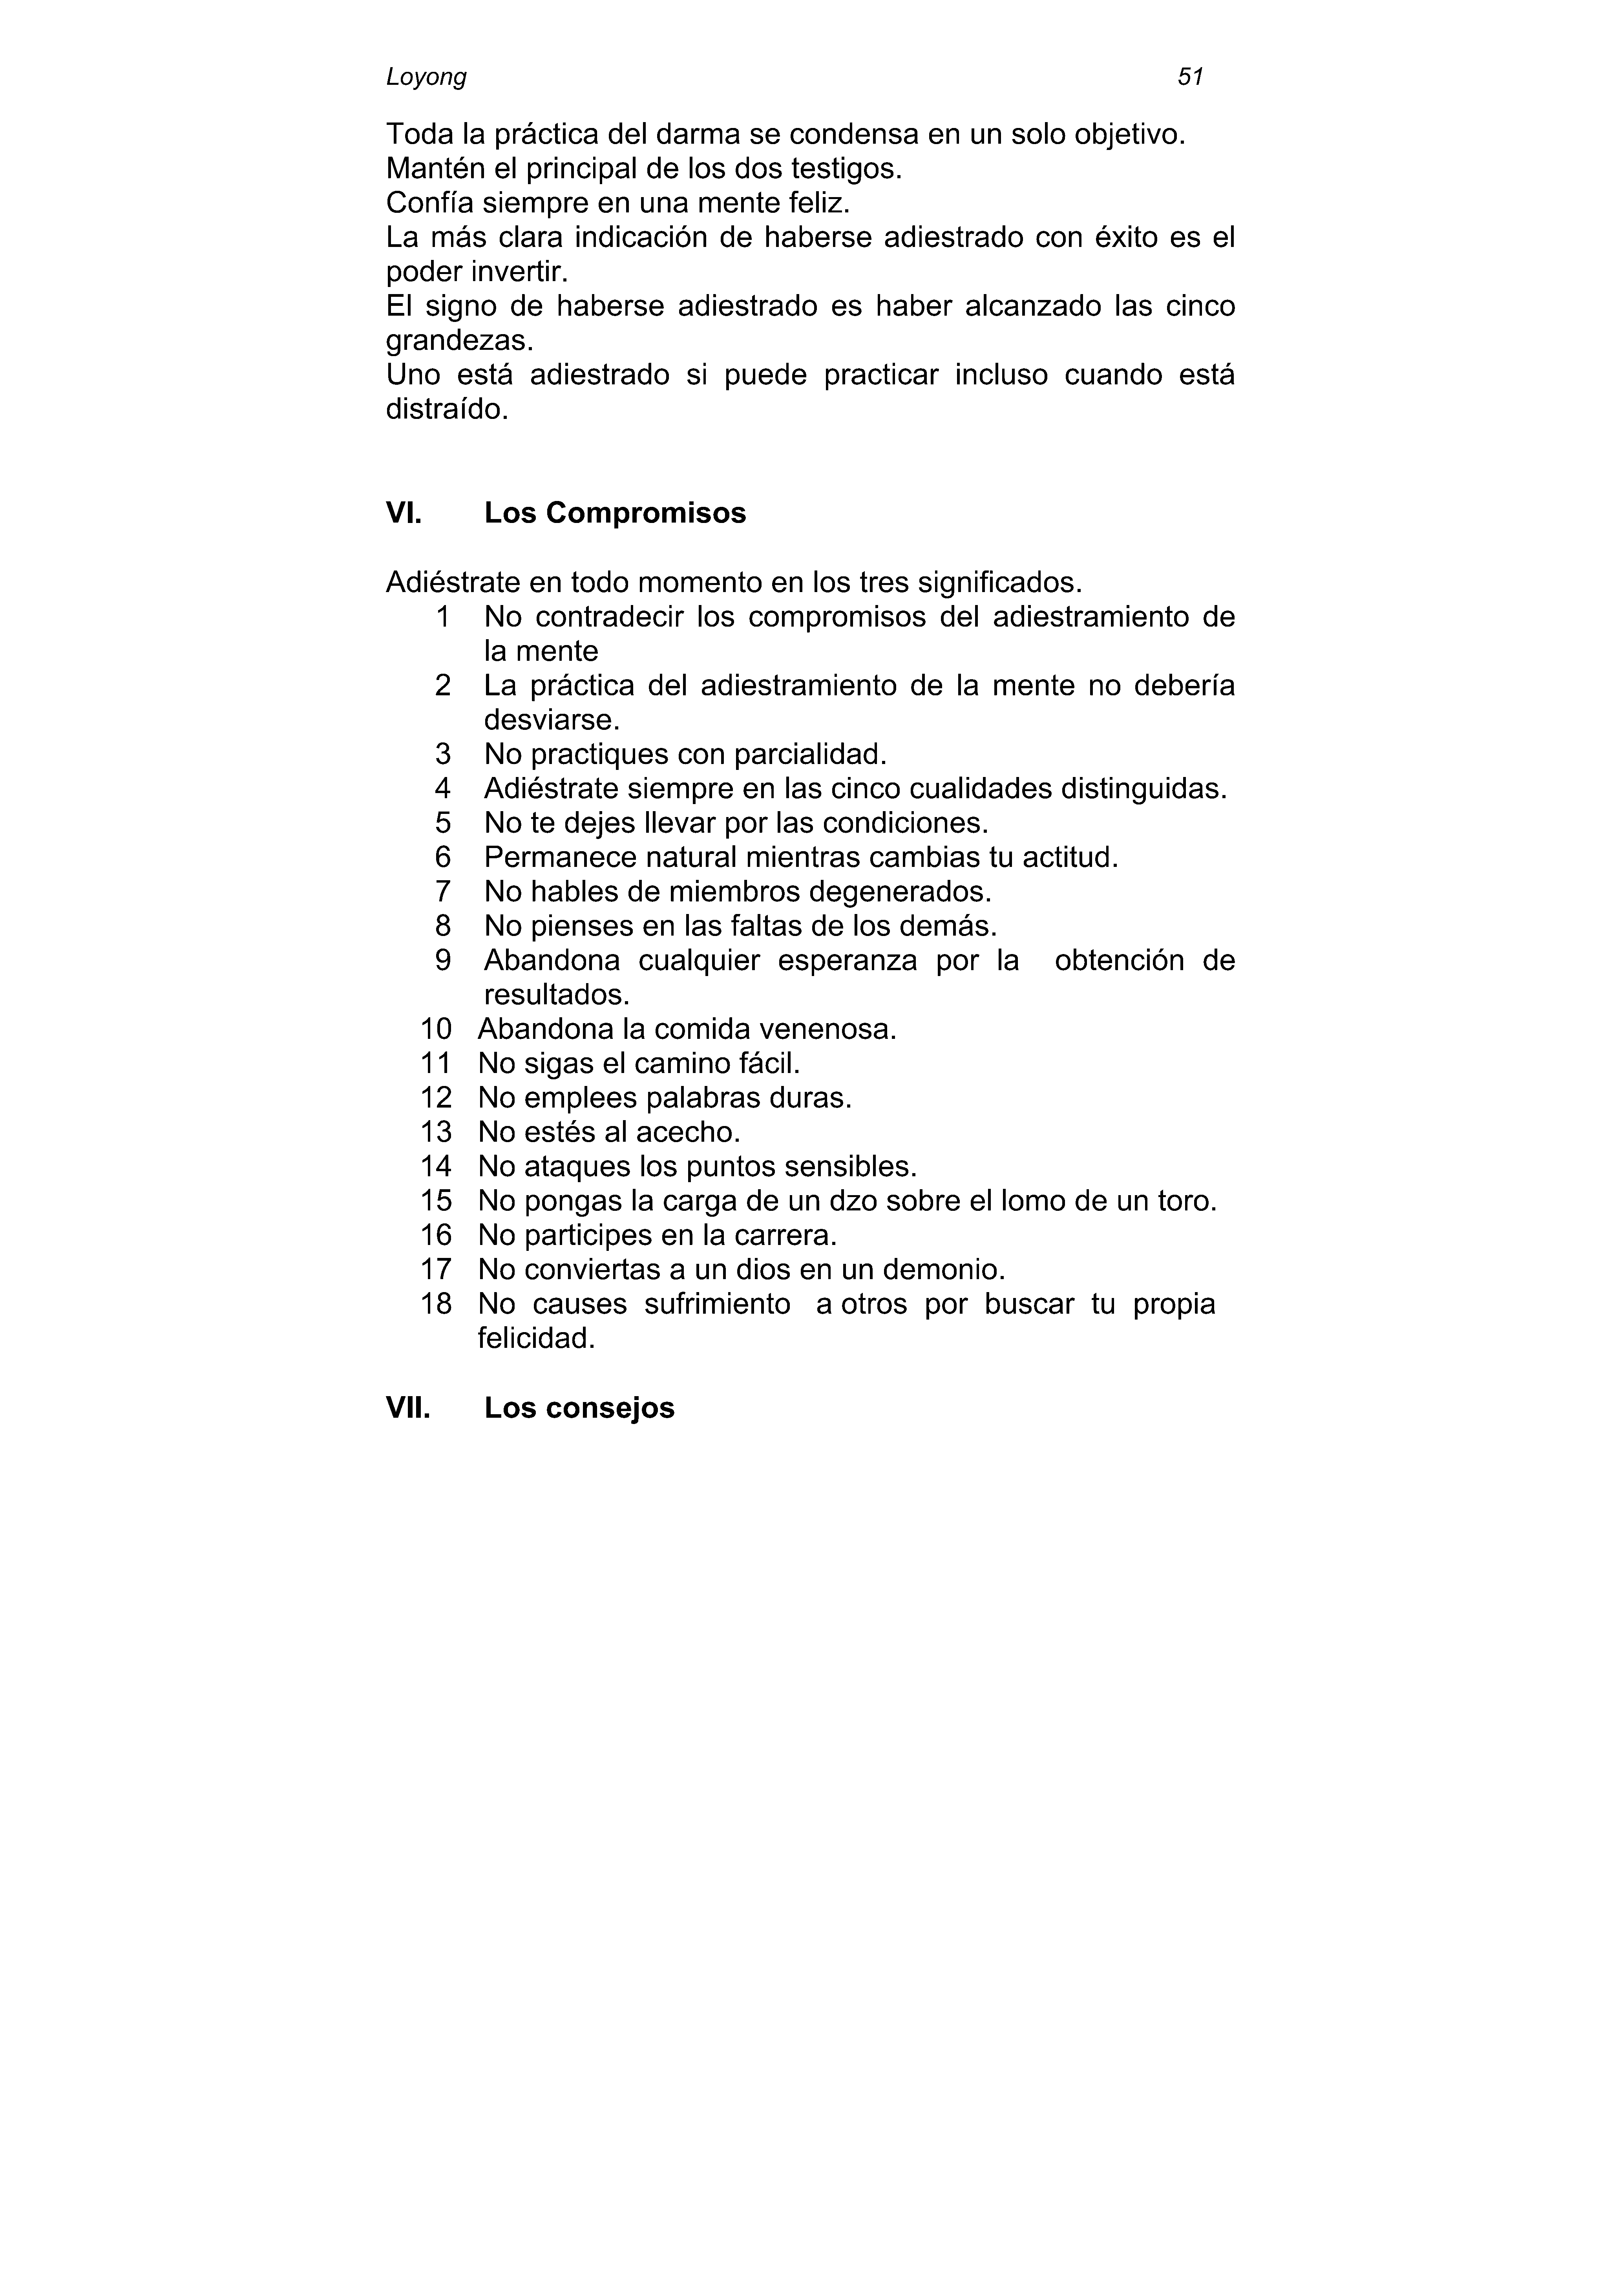 Loyong 51
Toda la práctica del darma se condensa en un solo objetivo.
Mantén el principal de los dos testigos.
Confía siempre en una mente feliz.
La más clara indicación de haberse adiestrado con éxito es el
poder invertir.
El signo de haberse adiestrado es haber alcanzado las cinco
grandezas.
Uno está adiestrado si puede practicar incluso cuando está
distraído.
VI. Los Compromisos
Adiéstrate en todo momento en los tres significados.
1 No contradecir los compromisos del adiestramiento de
la mente
2 La práctica del adiestramiento de la mente no debería
desviarse.
3 No practiques con parcialidad.
4 Adiéstrate siempre en las cinco cualidades distinguidas.
5 No te dejes llevar por las condiciones.
6 Permanece natural mientras cambias tu actitud.
7 No hables de miembros degenerados.
8 No pienses en las faltas de los demás.
9 Abandona cualquier esperanza por la obtención de
resultados.
10 Abandona la comida venenosa.
11 No sigas el camino fácil.
12 No emplees palabras duras.
13 No estés al acecho.
14 No ataques los puntos sensibles.
15 No pongas la carga de un dzo sobre el lomo de un toro.
16 No participes en la carrera.
17 No conviertas a un dios en un demonio.
18 No causes sufrimiento a otros por buscar tu propia
felicidad.
VII. Los consejos